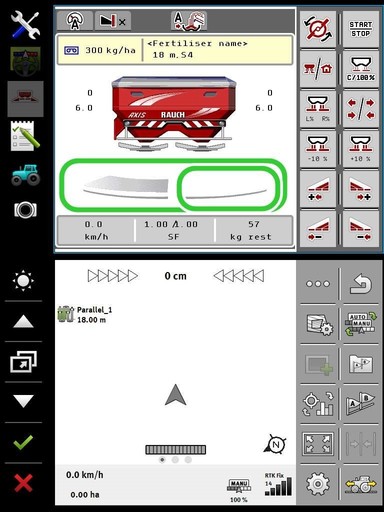 A
300 kg/ha
<Fertiliser name>
18 m.S4
START
STOP
C/100%
0
6.0
0
6.0
AXIS
RAUCH
L% R%
-10 %
+10 %
0.0
km/h
1.00 /1.00
SF
57
kg rest
0 cm
Parallel_1
18.00 m
AUTO
MANU
A
B
N
0.0 km/h
0.00 ha
MANU
100 %
RTK Fix
14